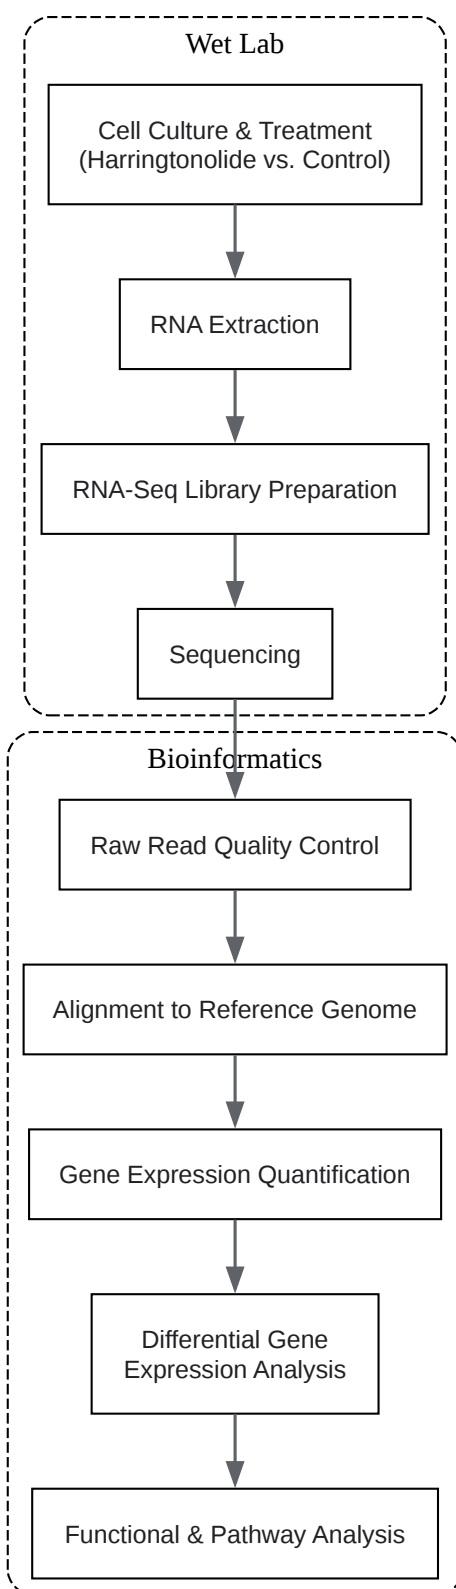 Wet Lab
Cell Culture & Treatment
(Harringtonolide vs. Control)
RNA Extraction
RNA-Seq Library Preparation
Sequencing
Bioinformatics
Raw Read Quality Control
Alignment to Reference Genome
Gene Expression Quantification
Differential Gene
Expression Analysis
Functional & Pathway Analysis